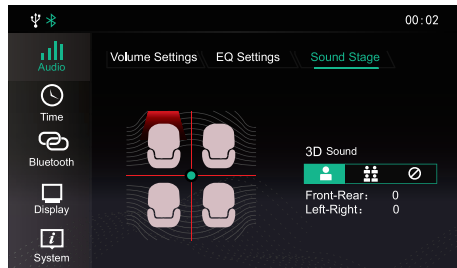 00:02
Audio
Volume Settings EQ Settings Sound Stage
Time
Bluetooth
3D Sound
Display
Front-Rear: 0
Left-Right: 0
i
System